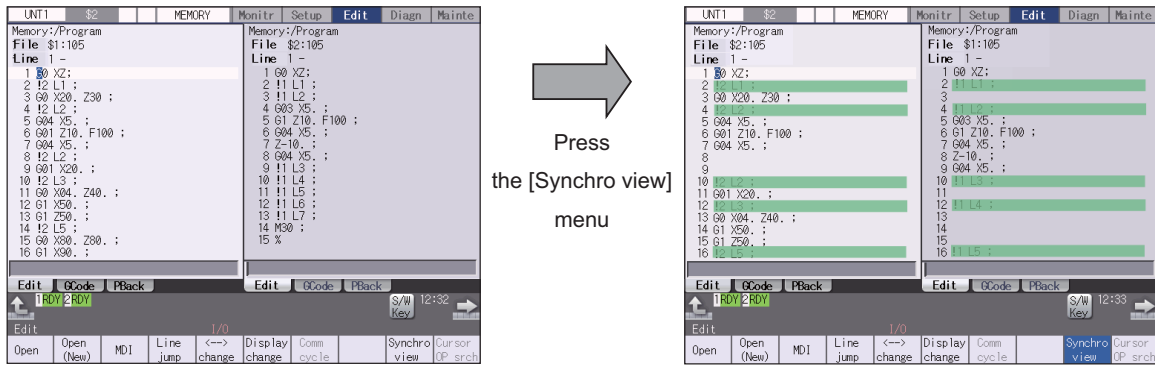 UNT1 $2 MEMORY Monitr Setup Edit Diagn Mainte
Memory:/Program
File $1:105
Line 1 -
1 G0 XZ;
2 !2 L1 ;
3 G0 X20. Z30 ;
4 !2 L2 ;
5 G04 X5. ;
6 G01 Z10. F100 ;
7 G04 X5. ;
8 !2 L2 ;
9 G01 X20. ;
10 !2 L3 ;
11 G0 X04. Z40. ;
12 G1 X50. ;
13 G1 Z50. ;
14 !2 L5 ;
15 G0 X80. Z80. ;
16 G1 X90. ;
Memory:/Program
File $2:105
Line 1 -
1 G0 XZ;
2 !1 L1 ;
3 !1 L2 ;
4 G03 X5. ;
5 G1 Z10. F100 ;
6 G04 X5. ;
7 Z-10. ;
8 G04 X5. ;
9 !1 L3 ;
10 !1 L4 ;
11 !1 L5 ;
12 !1 L6 ;
13 !1 L7 ;
14 M30 ;
15 %
Edit GCode PBack Edit GCode PBack
1RDY 2RDY S/W Key 12:32
Edit I/O
Open Open (New) MDI Line jump <--> change Display change Comm cycle Synchro view Cursor OP srch
Press
the [Synchro view]
menu
UNT1 $2 MEMORY Monitr Setup Edit Diagn Mainte
Memory:/Program
File $2:105
Line 1 -
1 G0 XZ;
2 !2 L1 ;
3 G0 X20. Z30 ;
4 !2 L2 ;
5 G04 X5. ;
6 G01 Z10. F100 ;
7 G04 X5. ;
8
9
10 !2 L2 ;
11 G01 X20. ;
12 !2 L3 ;
13 G0 X04. Z40. ;
14 G1 X50. ;
15 G1 Z50. ;
16 !2 L5 ;
Memory:/Program
File $1:105
Line 1 -
1 G0 XZ;
2 !1 L1 ;
3
4 !1 L2 ;
5 G03 X5. ;
6 G1 Z10. F100 ;
7 G04 X5. ;
8 Z-10. ;
9 G04 X5. ;
10 !1 L3 ;
11
12 !1 L4 ;
13
14
15
16 !1 L5 ;
Edit GCode PBack Edit GCode PBack
1RDY 2RDY S/W Key 12:33
Edit I/O
Open Open (New) MDI Line jump <--> change Display change Comm cycle Synchro view Cursor OP srch